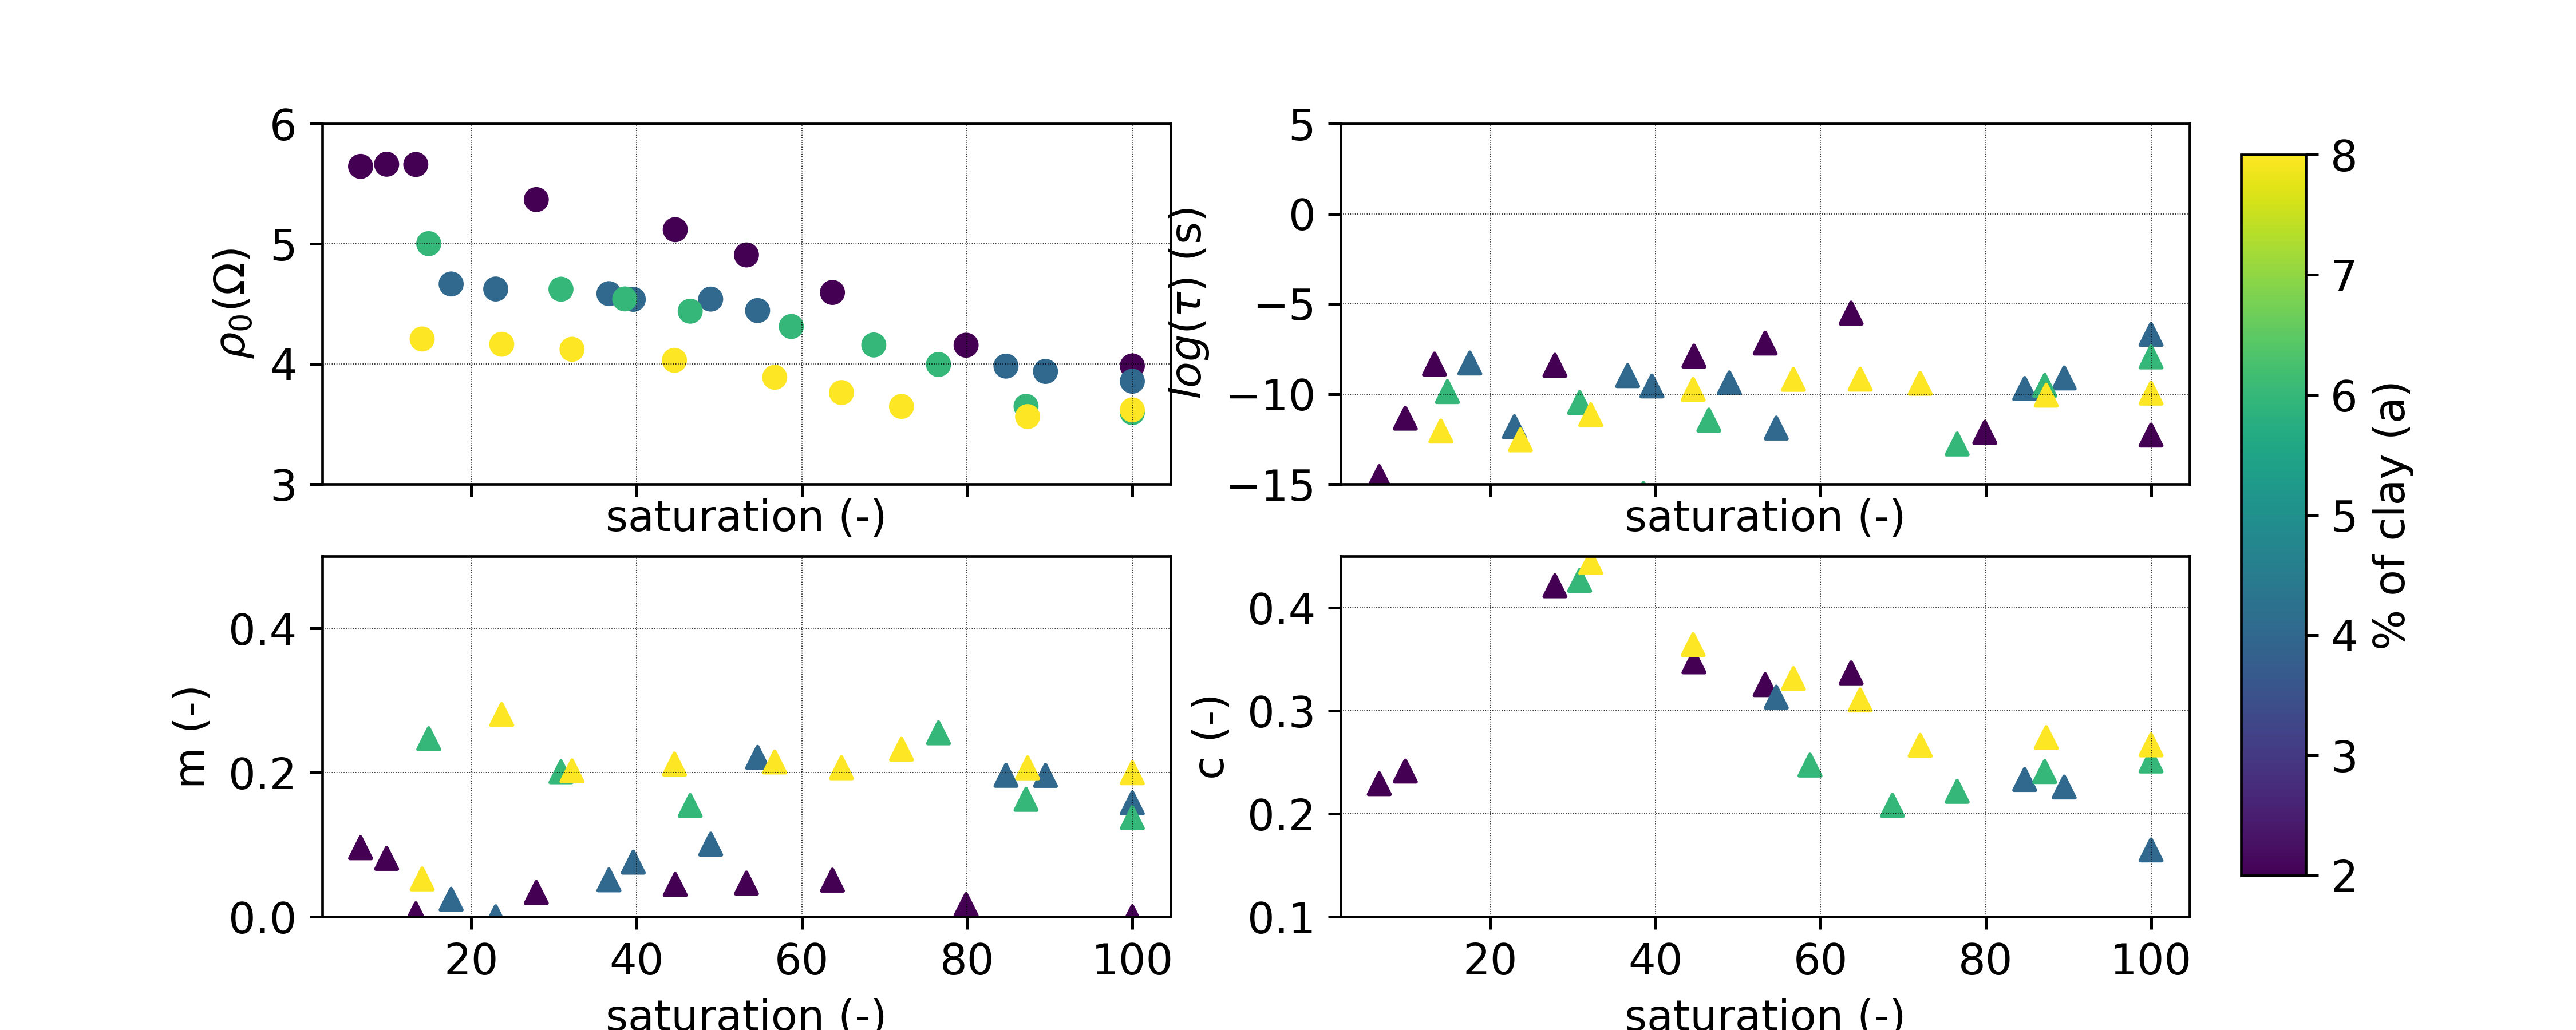 6
5
4
3
ρ₀(Ω)
saturation (-)
5
0
−5
−10
−15
log(τ) (s)
saturation (-)
0.4
0.2
0.0
m (-)
20 40 60 80 100
saturation (-)
0.4
0.3
0.2
0.1
c (-)
20 40 60 80 100
saturation (-)
8
7
6
5
4
3
2
% of clay (a)